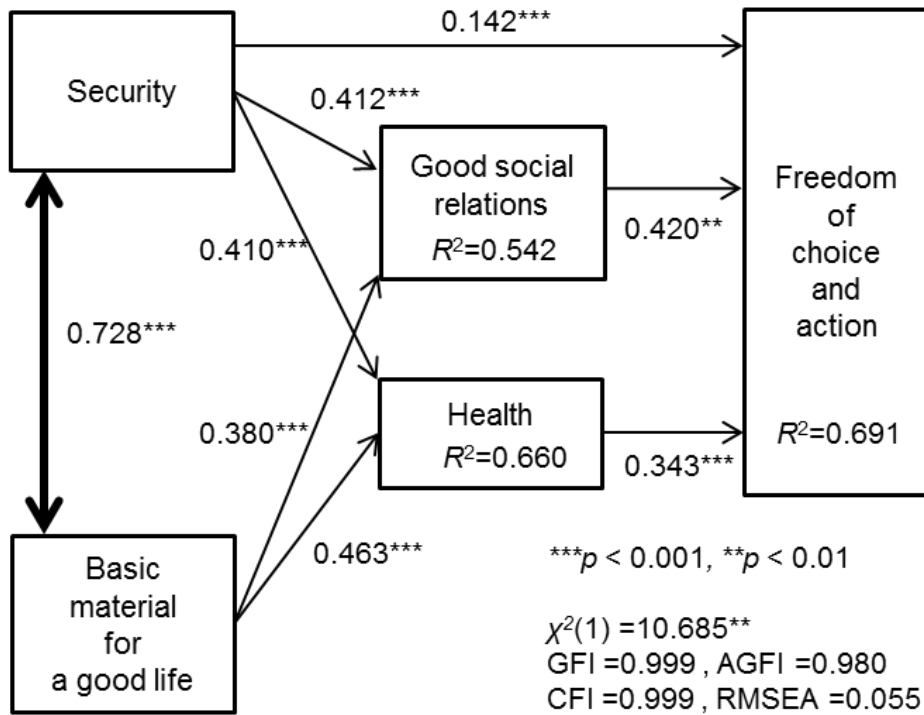 0.142***
Security
0.412***
Good social
relations
R²=0.542
0.420**
Freedom
of
choice
and
action
R²=0.691
0.410***
0.728***
0.380***
Health
R²=0.660
0.343***
0.463***
Basic
material
for
a good life
***p < 0.001, **p < 0.01
χ²(1) =10.685**
GFI =0.999 , AGFI =0.980
CFI =0.999 , RMSEA =0.055